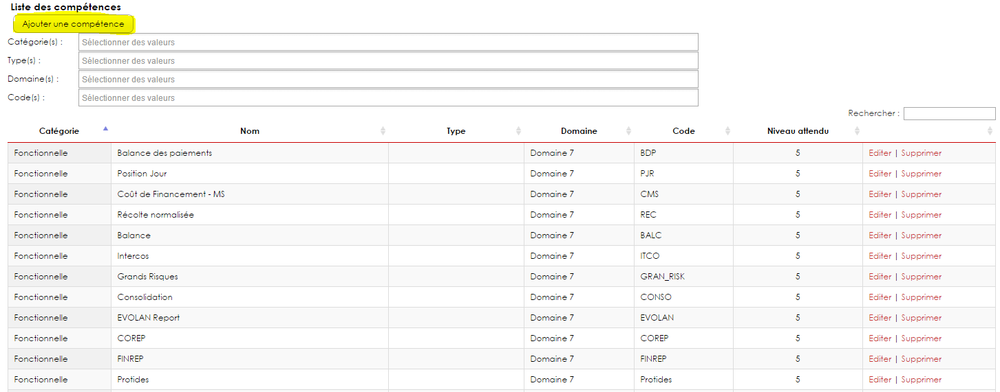 Liste des compétences
Ajouter une compétence
Catégorie(s) : Sélectionner des valeurs
Type(s) : Sélectionner des valeurs
Domaine(s) : Sélectionner des valeurs
Code(s) : Sélectionner des valeurs
Rechercher :
Catégorie Nom Type Domaine Code Niveau attendu
Fonctionnelle Balance des paiements Domaine 7 BDP 5 Editer | Supprimer
Fonctionnelle Position Jour Domaine 7 PJR 5 Editer | Supprimer
Fonctionnelle Coût de Financement - MS Domaine 7 CMS 5 Editer | Supprimer
Fonctionnelle Récolte normalisée Domaine 7 REC 5 Editer | Supprimer
Fonctionnelle Balance Domaine 7 BALC 5 Editer | Supprimer
Fonctionnelle Intercos Domaine 7 ITCO 5 Editer | Supprimer
Fonctionnelle Grands Risques Domaine 7 GRAN_RISK 5 Editer | Supprimer
Fonctionnelle Consolidation Domaine 7 CONSO 5 Editer | Supprimer
Fonctionnelle EVOLAN Report Domaine 7 EVOLAN 5 Editer | Supprimer
Fonctionnelle COREP Domaine 7 COREP 5 Editer | Supprimer
Fonctionnelle FINREP Domaine 7 FINREP 5 Editer | Supprimer
Fonctionnelle Protides Domaine 7 Protides 5 Editer | Supprimer